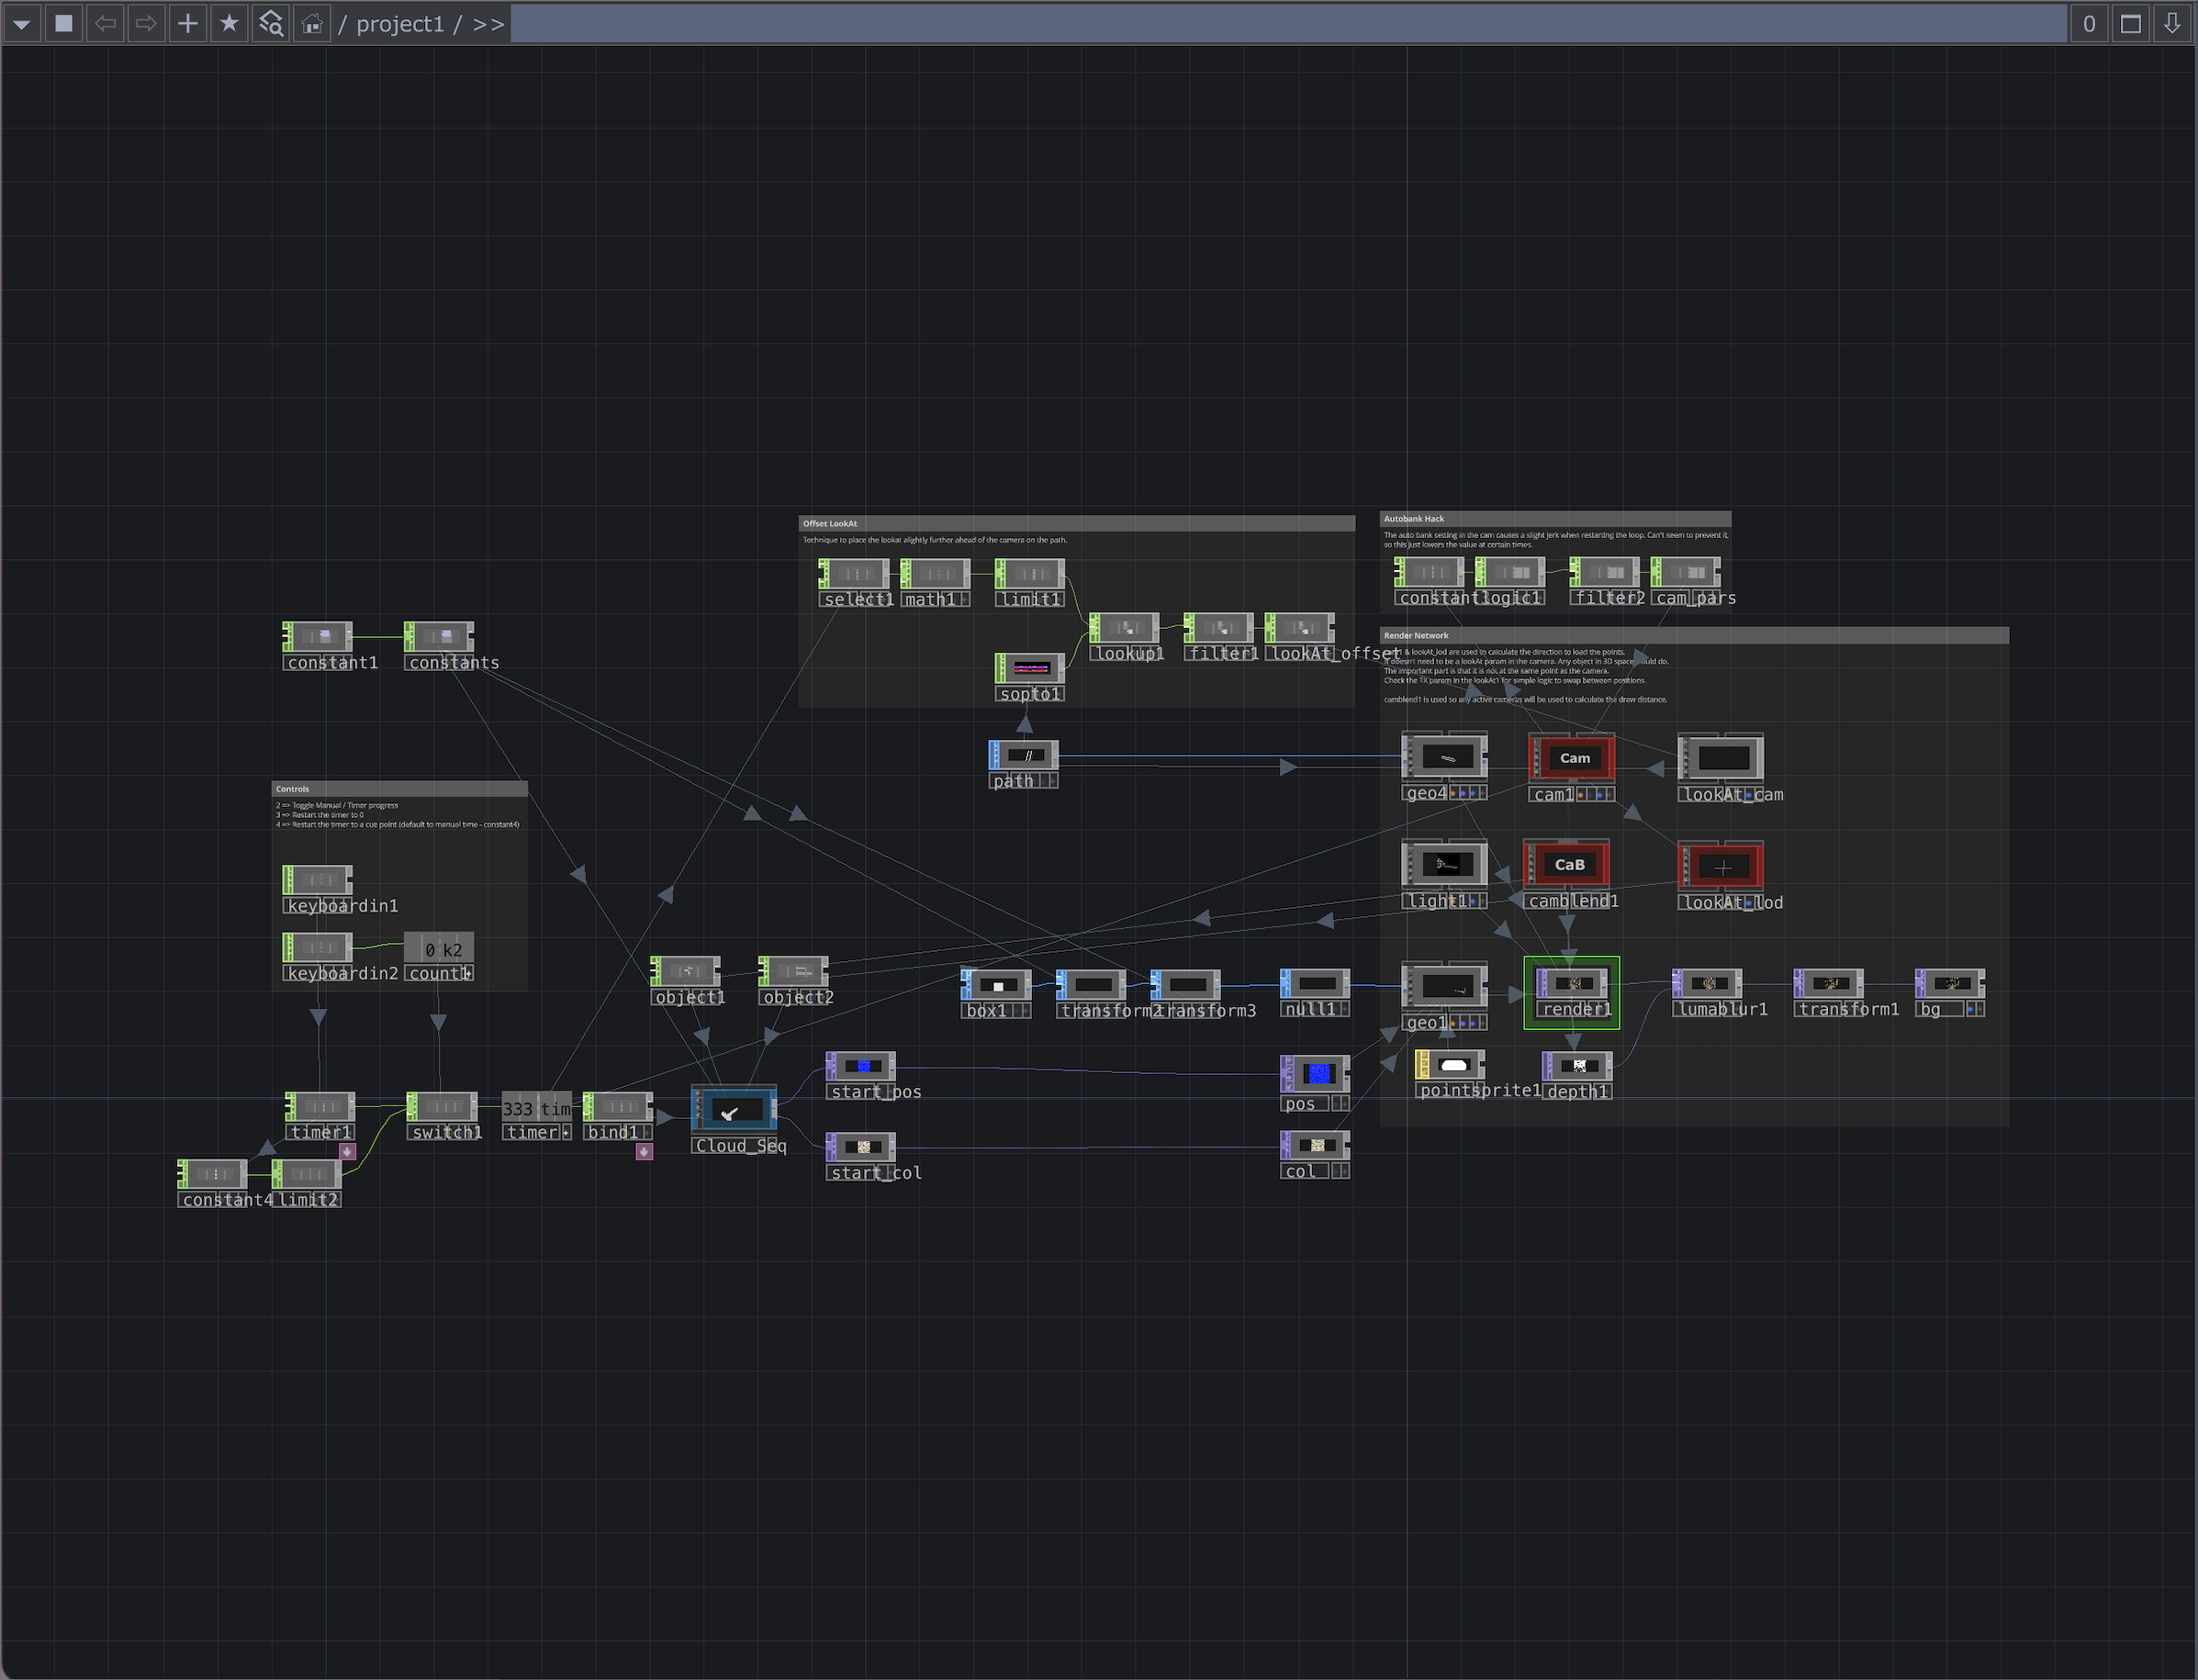 / project1 / >>
0
Offset LookAt
Technique to place the lookat alightly further ahead of the camera on the path.
select1
math1
limit1
lookup1
filter1
lookAt_offset
sopto1
Autobank Hack
The auto bank setting in the cam causes a slight jerk when restarting the loop. Can't seem to prevent it,
so this just lowers the value at certain times.
constant
logic1
filter2
cam_pars
constant1
constants
Render Network
& lookAt_lod are used to calculate the direction to load the points.
It doesn't need to be a lookAt param in the camera. Any object in 3D space would do.
The important part is that it is not at the same point as the camera.
Check the TX param in the lookAt1 for simple logic to swap between positions.
camblend1 is used so any active cameras will be used to calculate the draw distance.
path
geo4
Cam
cam1
lookAt_cam
Controls
2 => Toggle Manual / Timer progress
3 => Restart the timer to 0
4 => Restart the timer to a cue point (default to manual time - constant4)
keyboardin1
keyboardin2
0 k2
count1
light1
CaB
camblend1
lookAt_lod
object1
object2
box1
transform2
transform3
null1
geo1
render1
lumablur1
transform1
bg
start_pos
pos
pointsprite1
depth1
timer1
switch1
333 tim
timer
bind1
Cloud_Seq
start_col
col
constant4
limit2